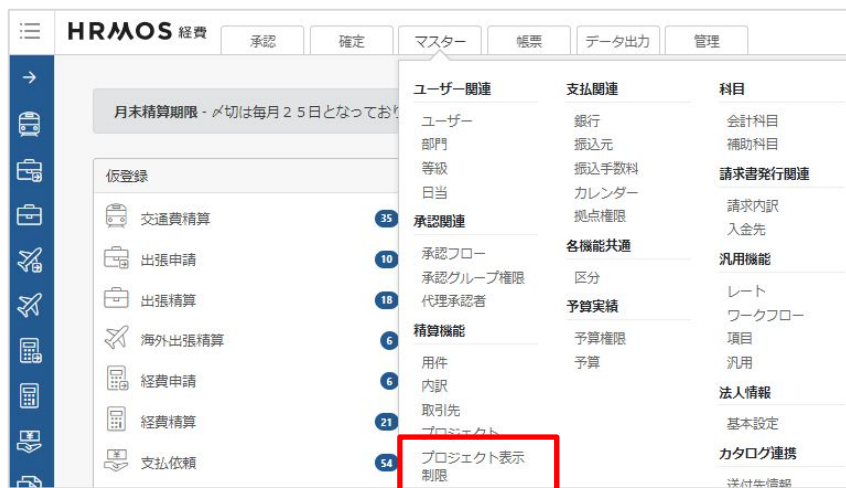 HRMOS 経費
承認
確定
マスター
帳票
データ出力
管理
月末精算期限 - 〆切は毎月25日となってお
仮登録
交通費精算 35
出張申請 10
出張精算 18
海外出張精算 6
経費申請 6
経費精算 21
支払依頼 54
ユーザー関連
ユーザー
部門
等級
日当
承認関連
承認フロー
承認グループ権限
代理承認者
精算機能
用件
内訳
取引先
プロジェクト
プロジェクト表示
制限
支払関連
銀行
振込元
振込手数料
カレンダー
拠点権限
各機能共通
区分
予算実績
予算権限
予算
科目
会計科目
補助科目
請求書発行関連
請求内訳
入金先
汎用機能
レート
ワークフロー
項目
汎用
法人情報
基本設定
カタログ連携
送付先情報